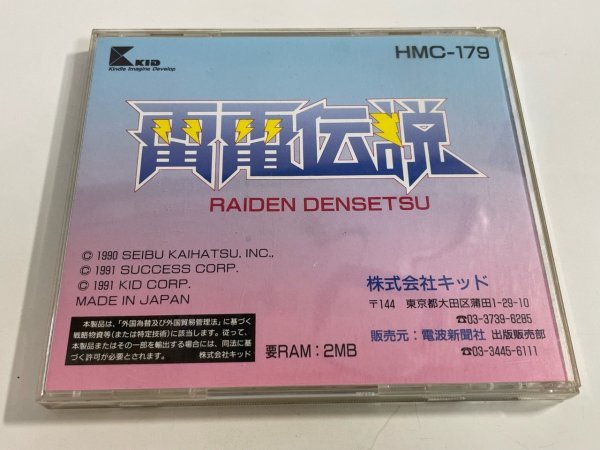 KID
Kindle Imagine Develop
HMC-179
雷電伝説
RAIDEN DENSETSU
© 1990 SEIBU KAIHATSU, INC.,
© 1991 SUCCESS CORP.
© 1991 KID CORP.
MADE IN JAPAN
株式会社キッド
〒144 東京都大田区蒲田1-29-10
☎03-3739-6285
販売元：電波新聞社 出版販売部
☎03-3445-6111
本製品は、「外国為替及び外国貿易管理法」に基づく
戦略物資等(または特定技術)に該当します。従って、
本製品またはその一部を輸出する場合には、同法に基
づく許可が必要とされます。 株式会社キッド
要RAM：2MB